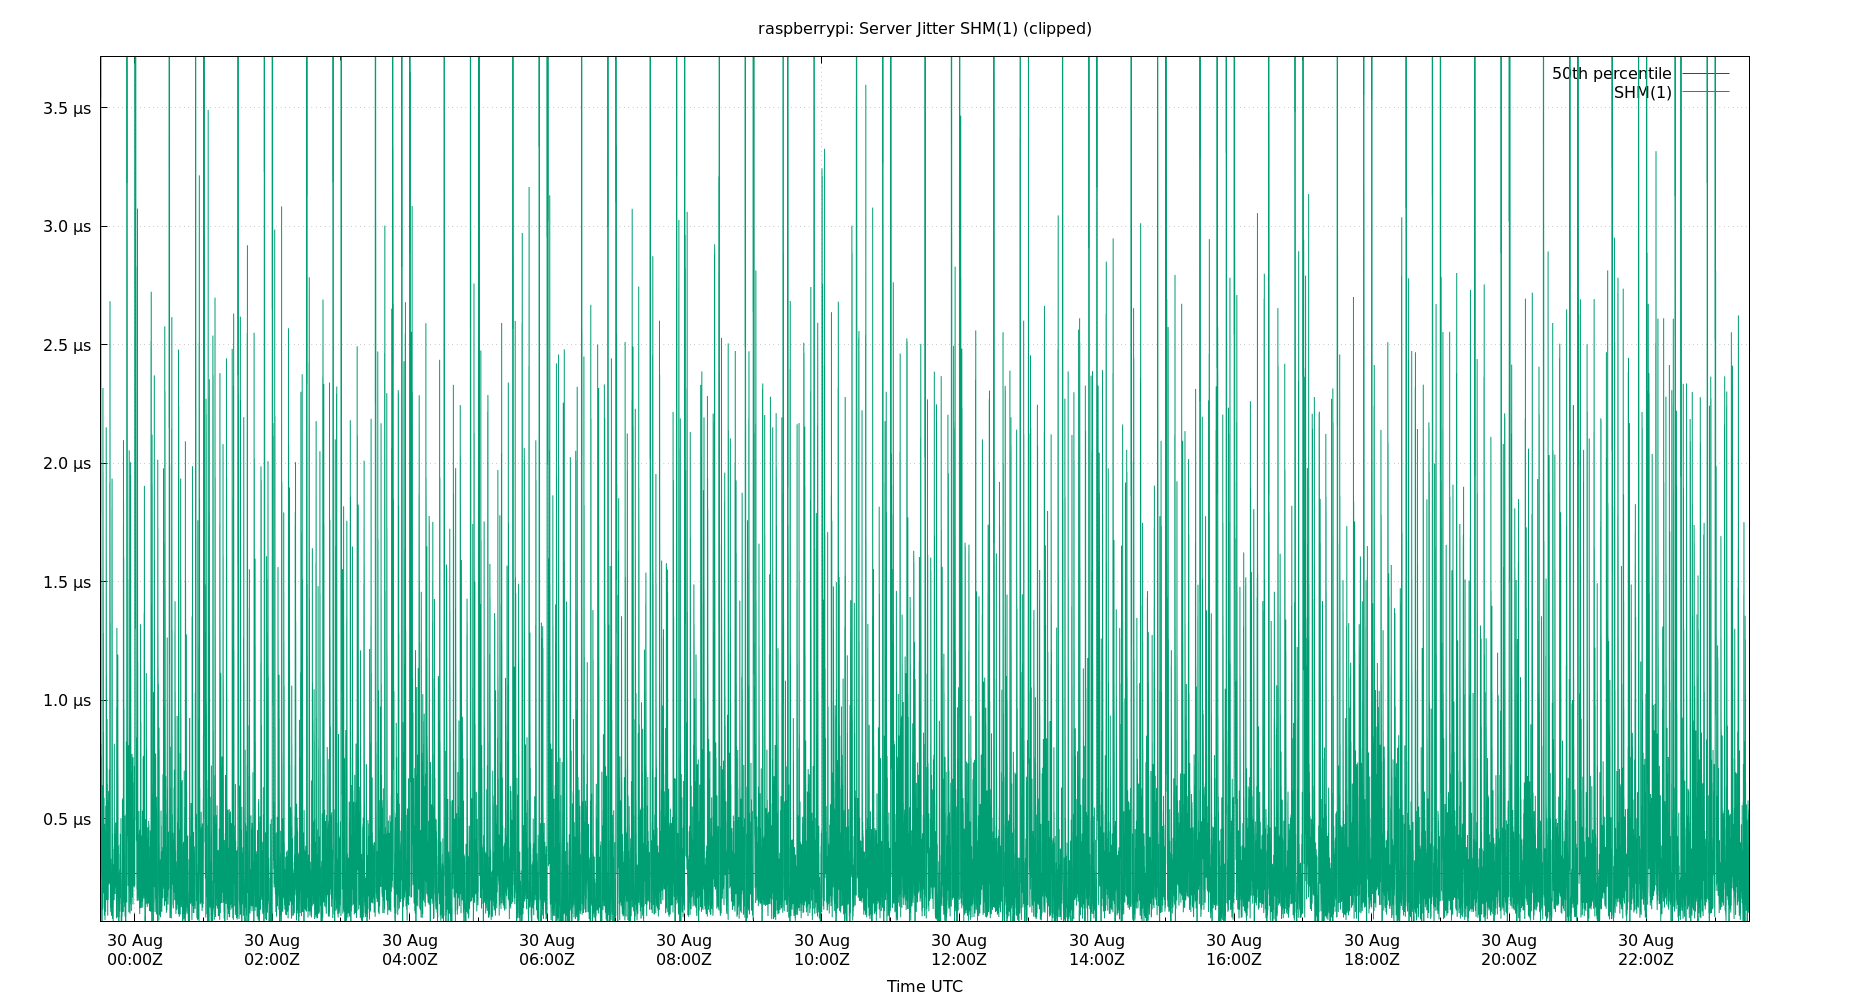 raspberrypi: Server Jitter SHM(1) (clipped)
50th percentile
SHM(1)
3.5 µs
3.0 µs
2.5 µs
2.0 µs
1.5 µs
1.0 µs
0.5 µs
30 Aug 30 Aug 30 Aug 30 Aug 30 Aug 30 Aug 30 Aug 30 Aug 30 Aug 30 Aug 30 Aug 30 Aug
00:00Z 02:00Z 04:00Z 06:00Z 08:00Z 10:00Z 12:00Z 14:00Z 16:00Z 18:00Z 20:00Z 22:00Z
Time UTC